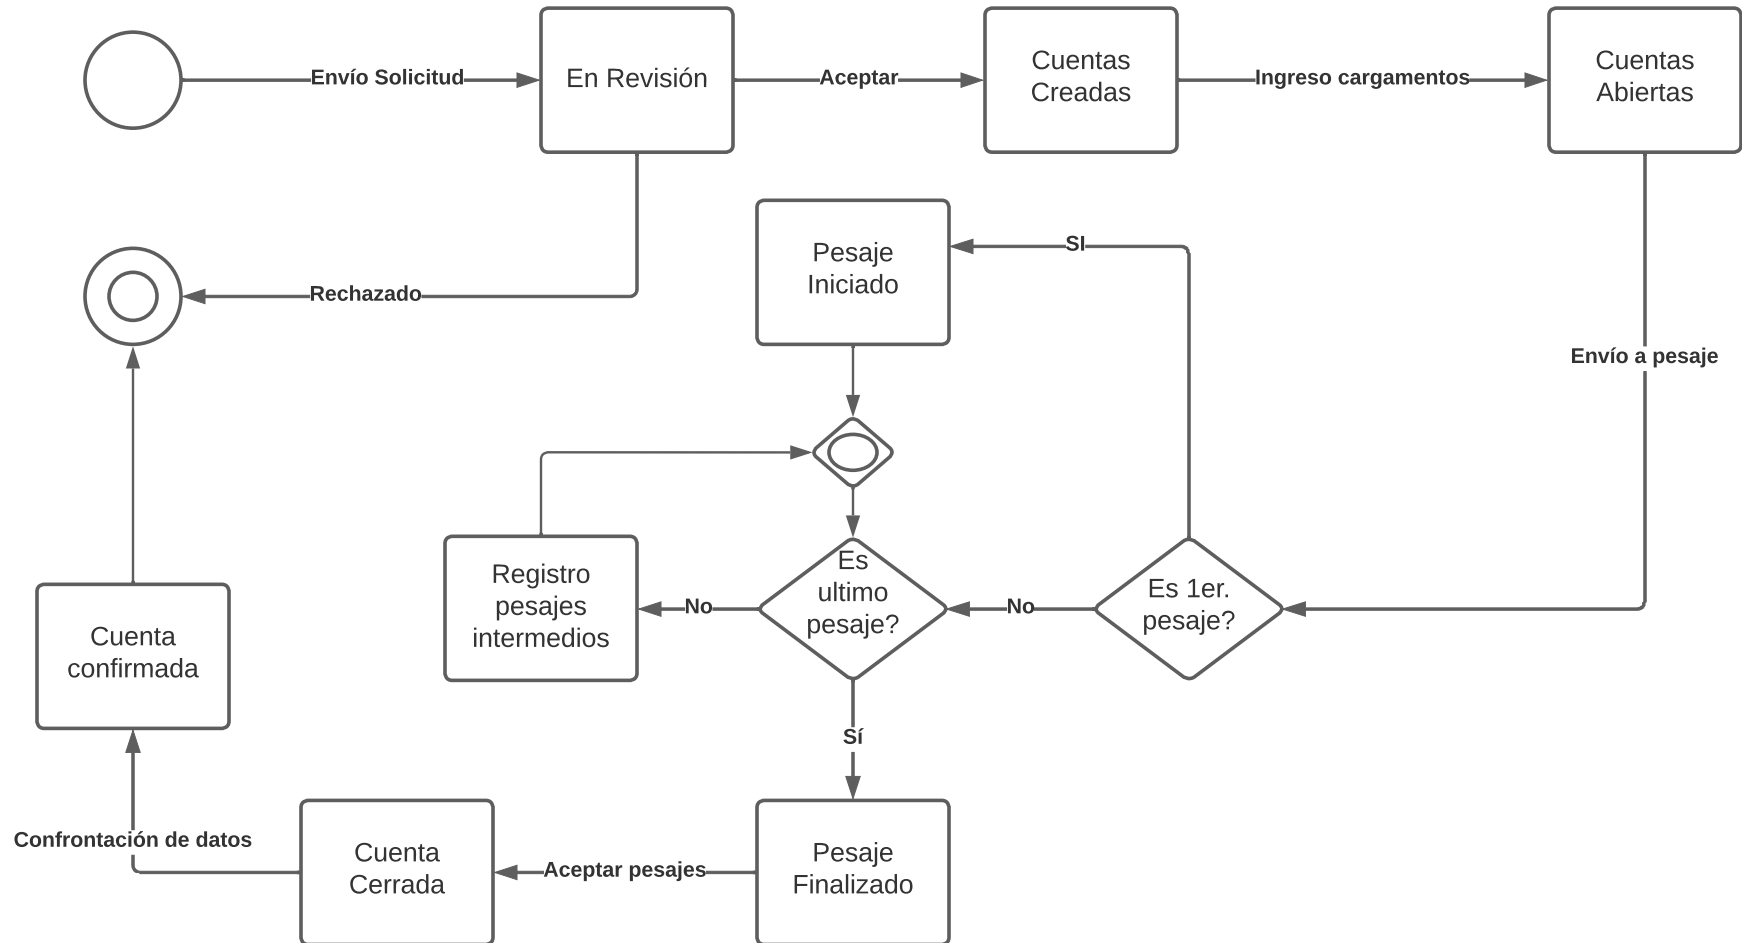 Envío Solicitud
En Revisión
Aceptar
Cuentas
Creadas
Ingreso cargamentos
Cuentas
Abiertas
Pesaje
Iniciado
SI
Rechazado
Envío a pesaje
Registro
pesajes
intermedios
No
Es
ultimo
pesaje?
No
Es 1er.
pesaje?
Cuenta
confirmada
Sí
Confrontación de datos
Cuenta
Cerrada
Aceptar pesajes
Pesaje
Finalizado